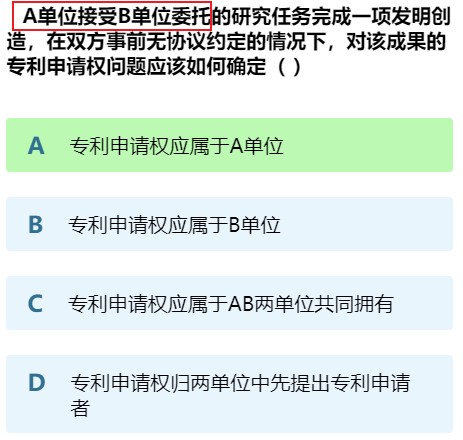 A单位接受B单位委托的研究任务完成一项发明创
造，在双方事前无协议约定的情况下，对该成果的
专利申请权问题应该如何确定（ ）
A 专利申请权应属于A单位
B 专利申请权应属于B单位
C 专利申请权应属于AB两单位共同拥有
D 专利申请权归两单位中先提出专利申请
者